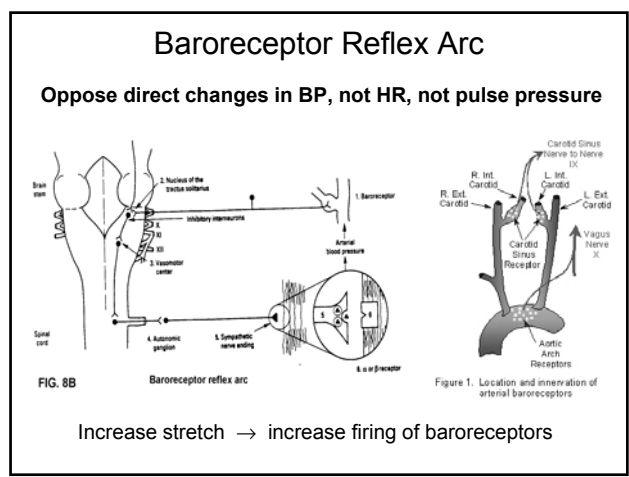 Baroreceptor Reflex Arc
Oppose direct changes in BP, not HR, not pulse pressure
Brain
stem
2. Nucleus of the
tractus solitarius
Inhibitory interneurons
X
XI
XII
3. Vasomotor
center
1. Baroreceptor
Arterial
blood pressure
Spinal
cord
4. Autonomic
ganglion
5. Sympathetic
nerve ending
5
6
6. α or β receptor
FIG. 8B
Baroreceptor reflex arc
Carotid Sinus
Nerve to Nerve
IX
R. Int.
Carotid
L. Int.
Carotid
R. Ext.
Carotid
L. Ext.
Carotid
Carotid
Sinus
Receptor
Vagus
Nerve
X
Aortic
Arch
Receptors
Figure 1. Location and innervation of
arterial baroreceptors
Increase stretch → increase firing of baroreceptors